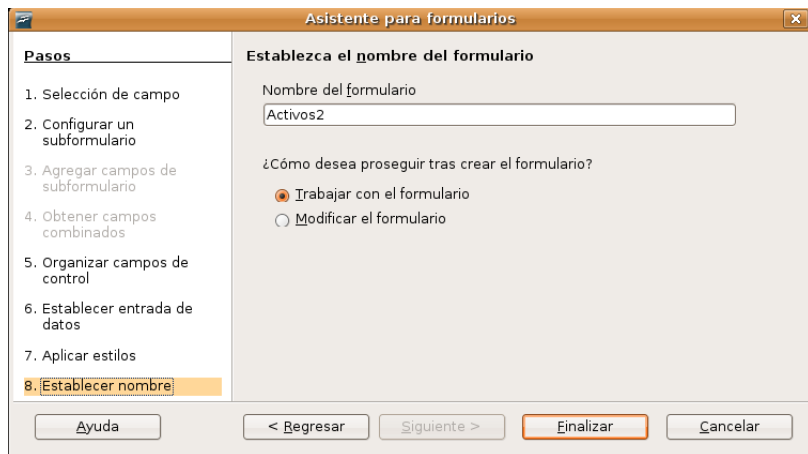 Asistente para formularios
Pasos
1. Selección de campo
2. Configurar un
subformulario
3. Agregar campos de
subformulario
4. Obtener campos
combinados
5. Organizar campos de
control
6. Establecer entrada de
datos
7. Aplicar estilos
8. Establecer nombre
Establezca el nombre del formulario
Nombre del formulario
Activos2
¿Cómo desea proseguir tras crear el formulario?
Trabajar con el formulario
Modificar el formulario
Ayuda
< Regresar
Siguiente >
Finalizar
Cancelar